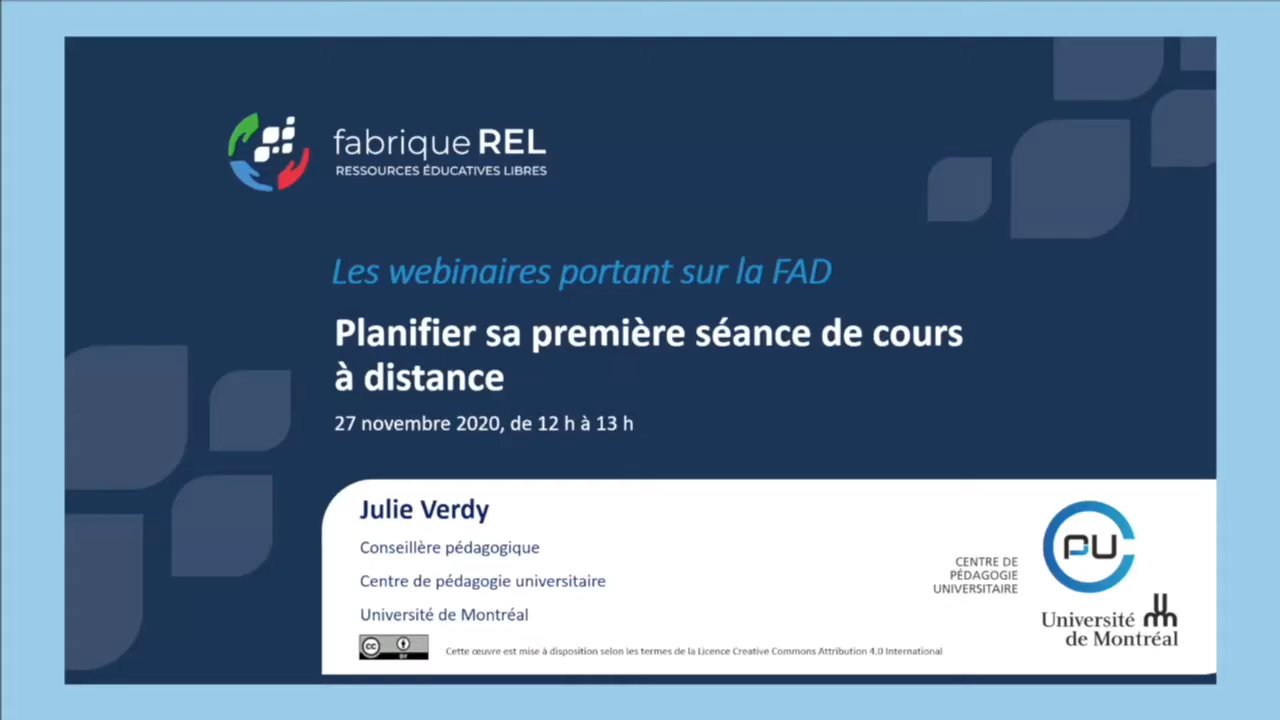 fabrique REL
RESSOURCES ÉDUCATIVES LIBRES
Les webinaires portant sur la FAD
Planifier sa première séance de cours
à distance
27 novembre 2020, de 12 h à 13 h
Julie Verdy
Conseillère pédagogique
Centre de pédagogie universitaire
Université de Montréal
CENTRE DE
PÉDAGOGIE
UNIVERSITAIRE
CPU
Université
de Montréal
cc
BY
Cette œuvre est mise à disposition selon les termes de la Licence Creative Commons Attribution 4.0 International